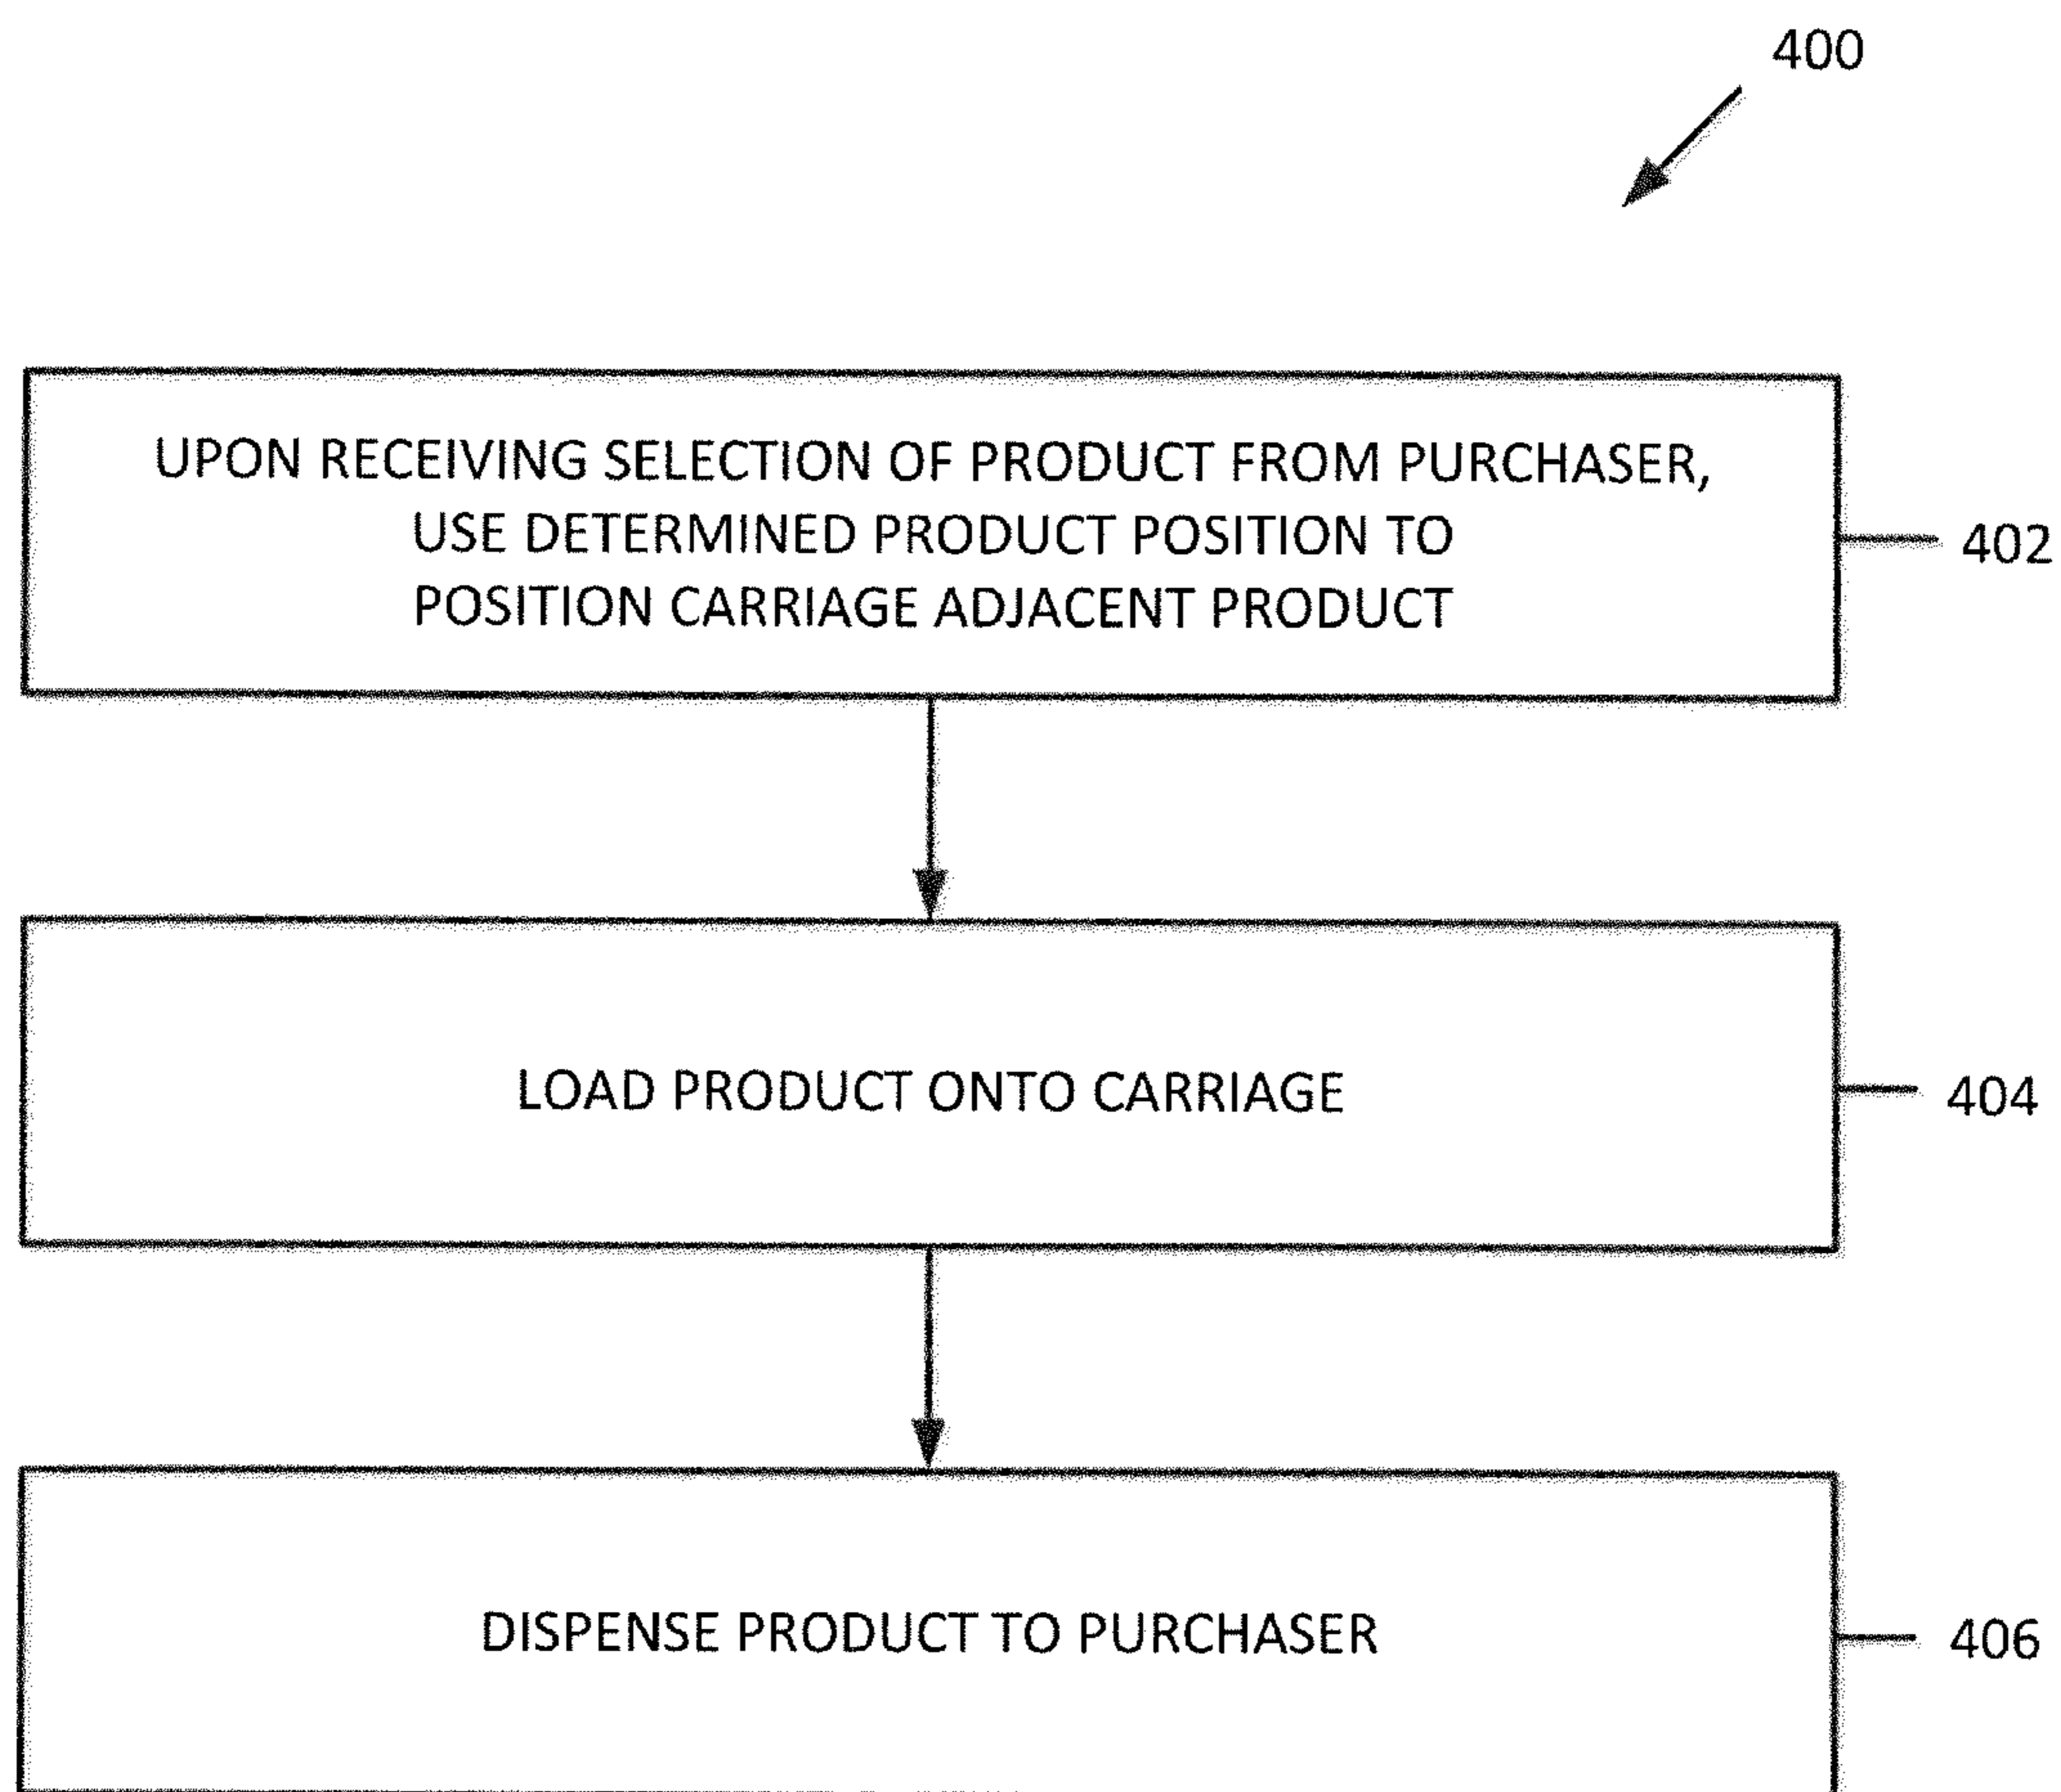 400
UPON RECEIVING SELECTION OF PRODUCT FROM PURCHASER,
USE DETERMINED PRODUCT POSITION TO
POSITION CARRIAGE ADJACENT PRODUCT
402
LOAD PRODUCT ONTO CARRIAGE
404
DISPENSE PRODUCT TO PURCHASER
406